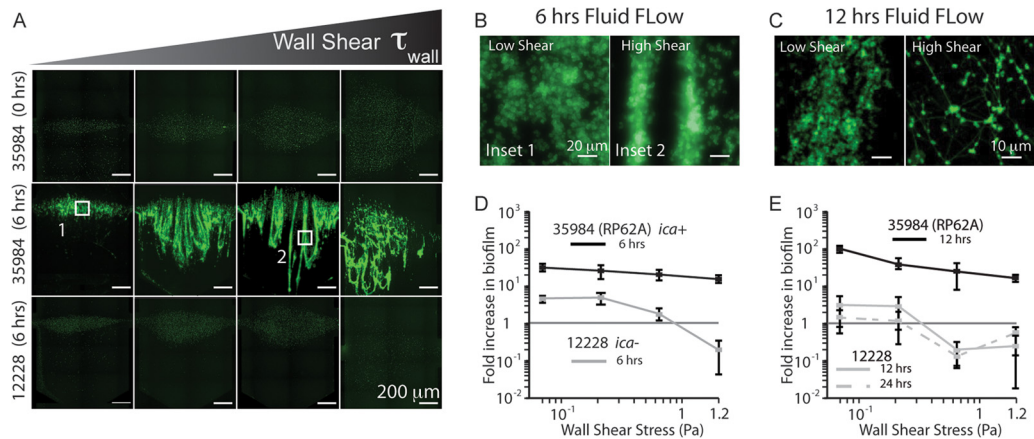 A
Wall Shear τwall
35984 (0 hrs)
35984 (6 hrs)
12228 (6 hrs)
1
2
200 μm
B
6 hrs Fluid FLow
Low Shear
High Shear
Inset 1
20 μm
Inset 2
C
12 hrs Fluid FLow
Low Shear
High Shear
10 μm
D
Fold increase in biofilm
10³
10²
10
1
10⁻¹
10⁻²
35984 (RP62A) ica+
6 hrs
12228 ica-
6 hrs
10⁻¹
1
1.2
Wall Shear Stress (Pa)
E
Fold increase in biofilm
10³
10²
10
1
10⁻¹
10⁻²
35984 (RP62A)
12 hrs
12228
12 hrs
24 hrs
10⁻¹
1
1.2
Wall Shear Stress (Pa)